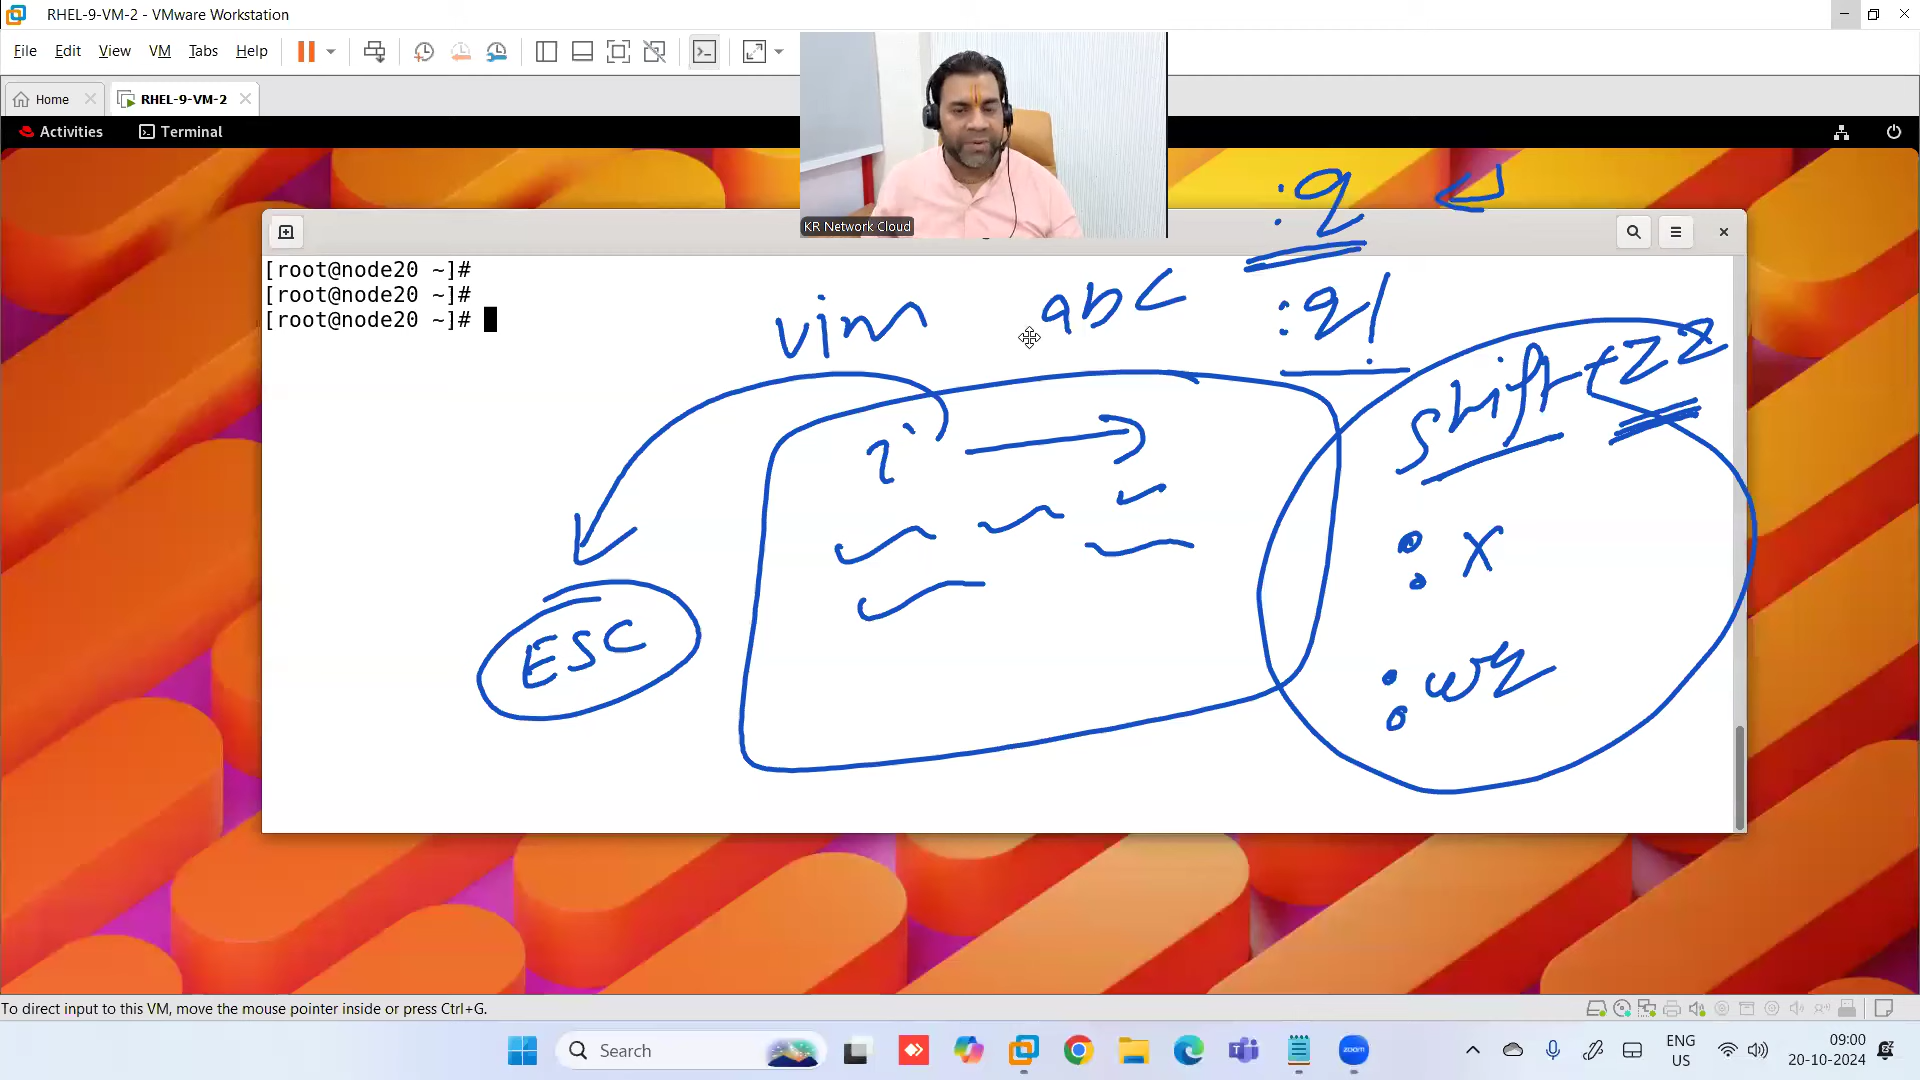 RHEL-9-VM-2 - VMware Workstation
File Edit View VM Tabs Help
Home RHEL-9-VM-2
Activities Terminal
KR Network Cloud
[root@node20 ~]#
[root@node20 ~]#
[root@node20 ~]#
:q
vim abc :q!
shift+ZZ
i
:x
ESC
:wq
To direct input to this VM, move the mouse pointer inside or press Ctrl+G.
Search
zoom
ENG
US
09:00
20-10-2024